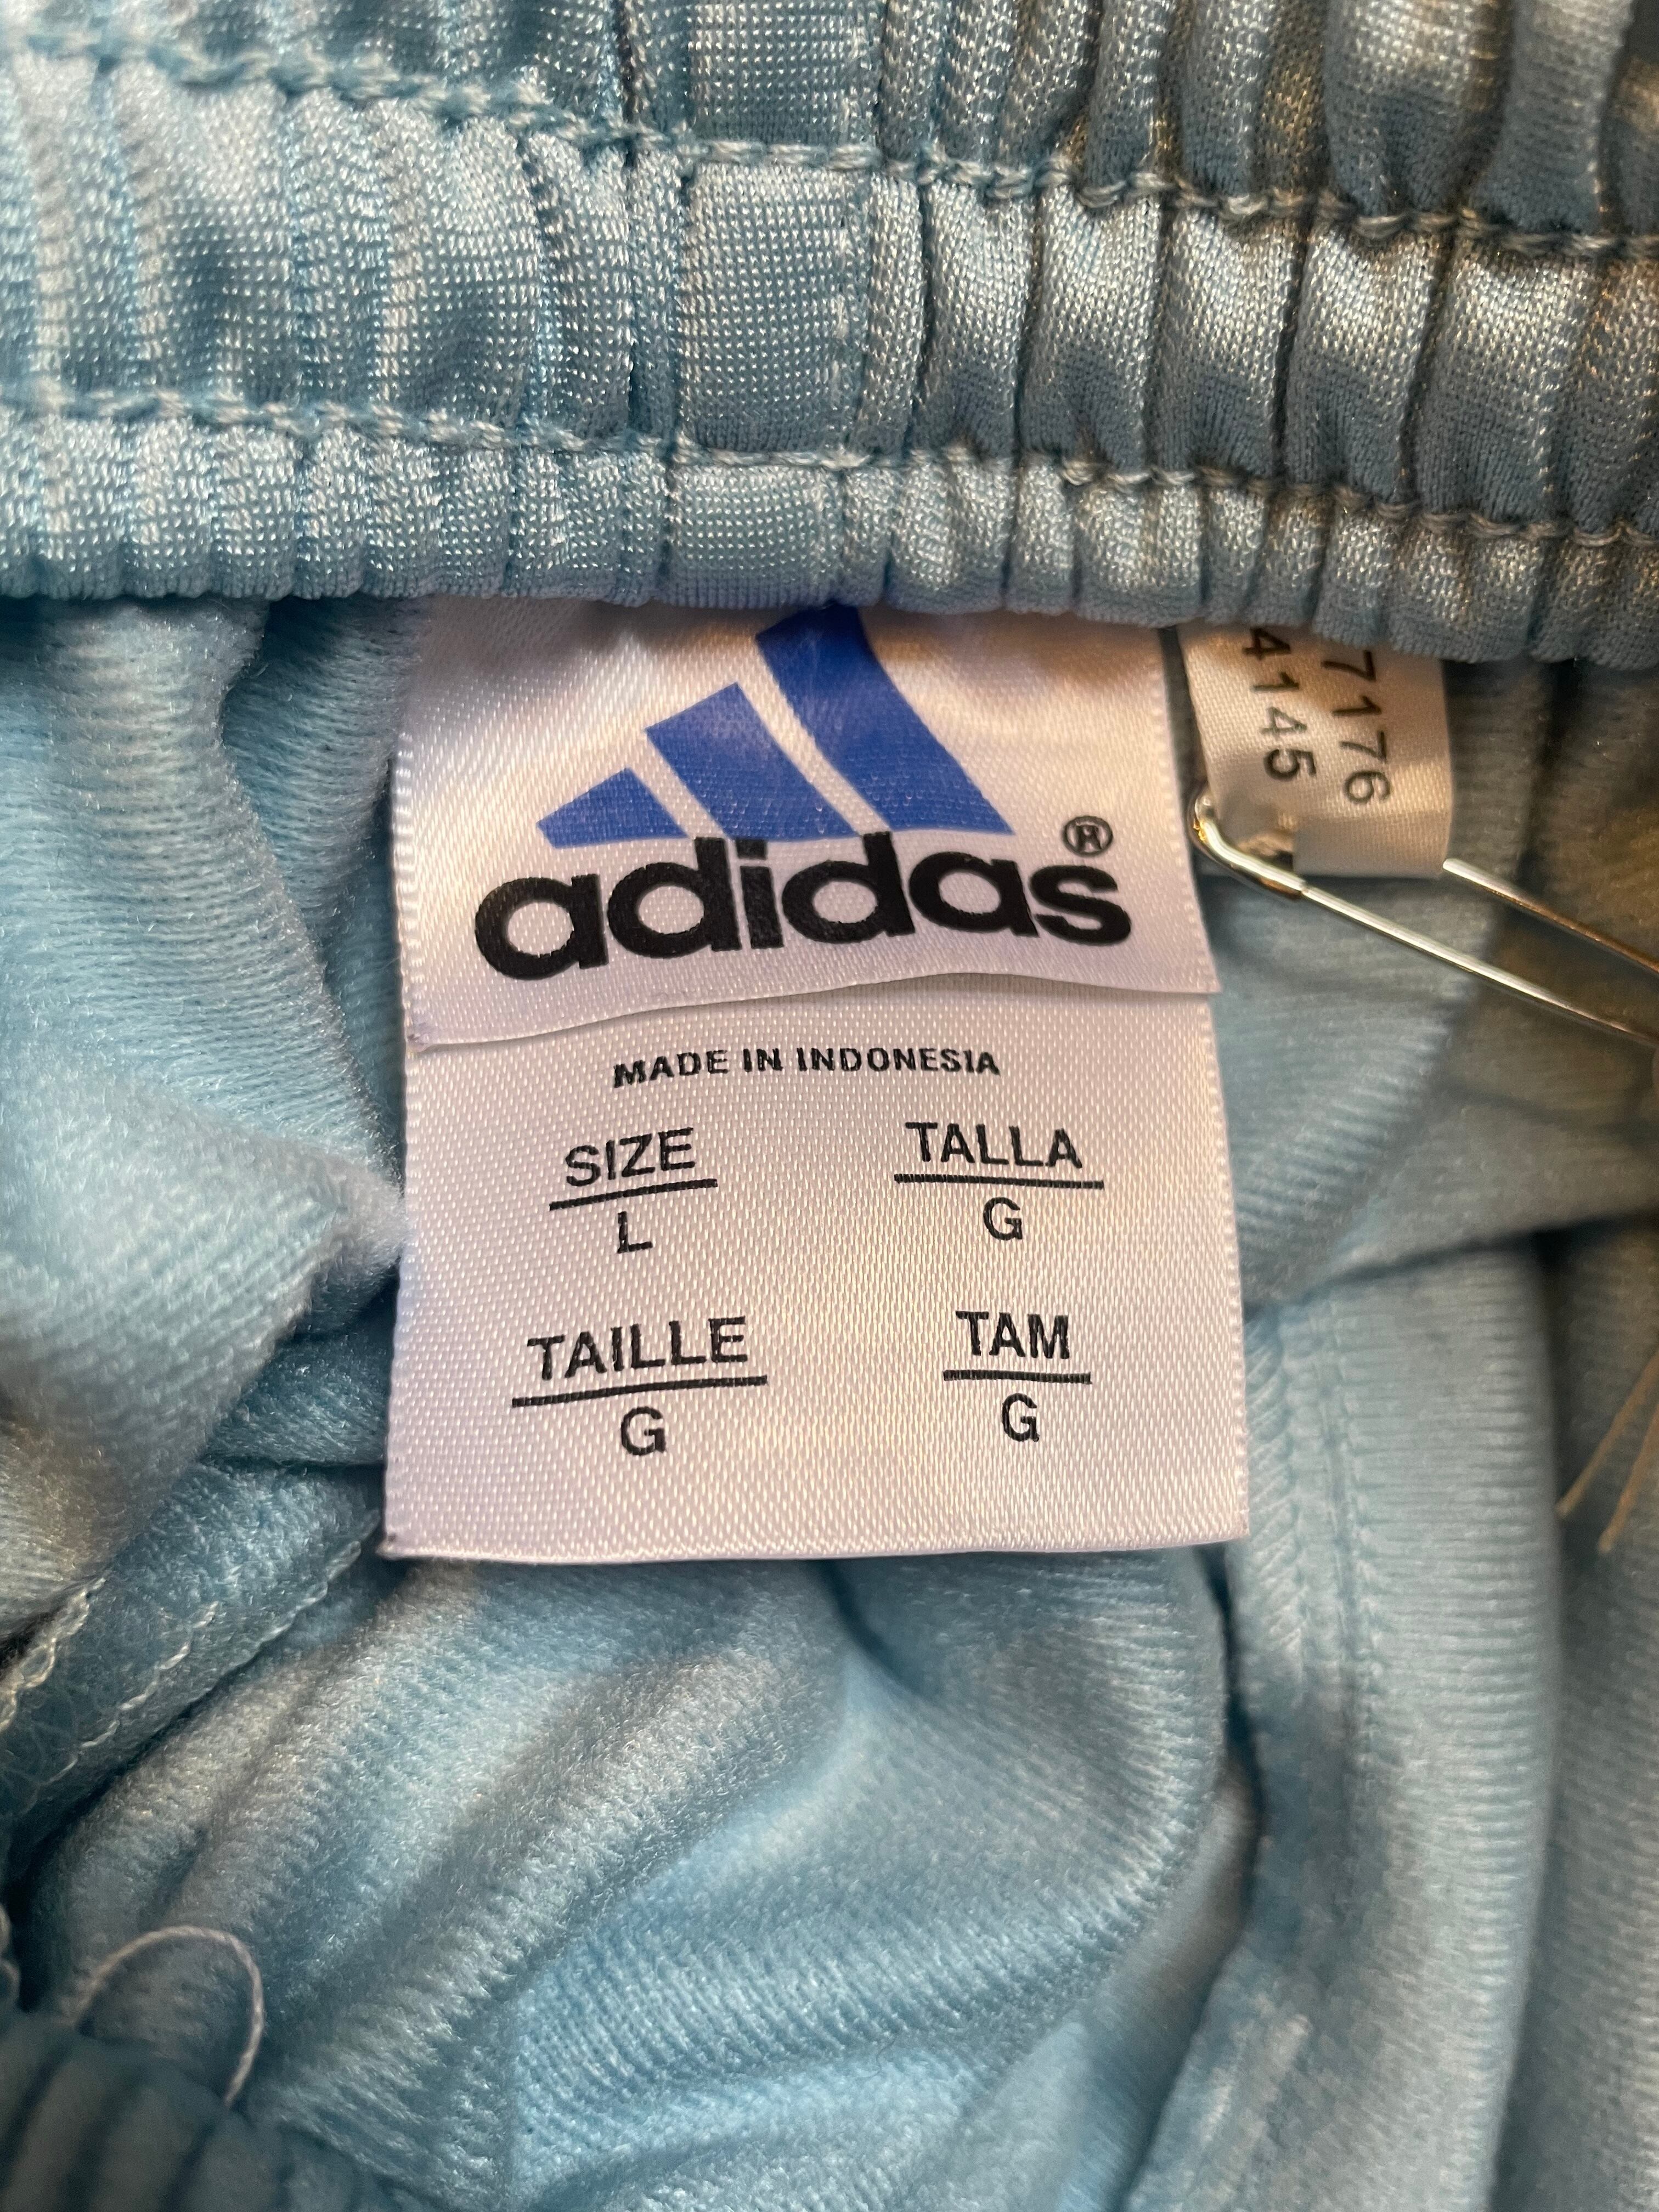 adidas®
MADE IN INDONESIA
SIZE
L
TALLA
G
TAILLE
G
TAM
G
7176
4145